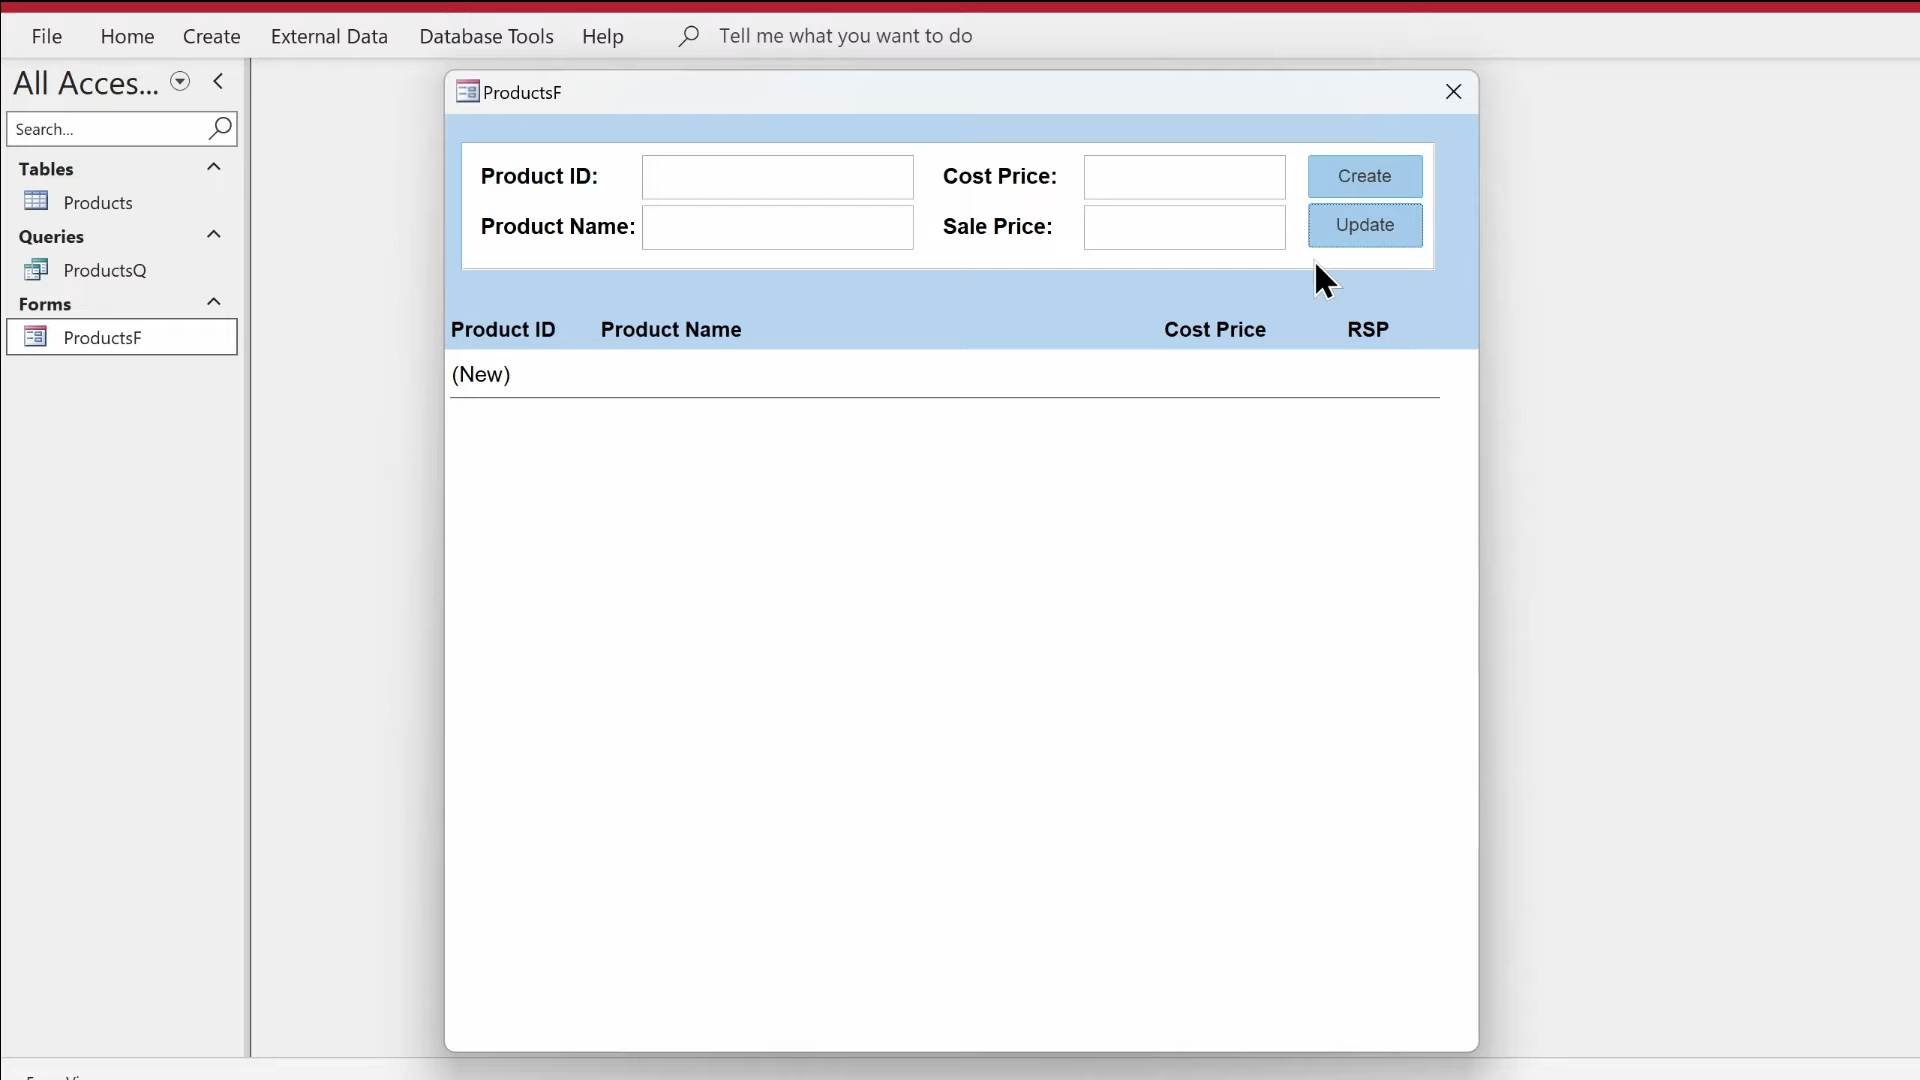 File Home Create External Data Database Tools Help Tell me what you want to do
All Acces...
Search...
Tables
Products
Queries
ProductsQ
Forms
ProductsF
ProductsF
Product ID: Cost Price: Create
Product Name: Sale Price: Update
Product ID Product Name Cost Price RSP
(New)